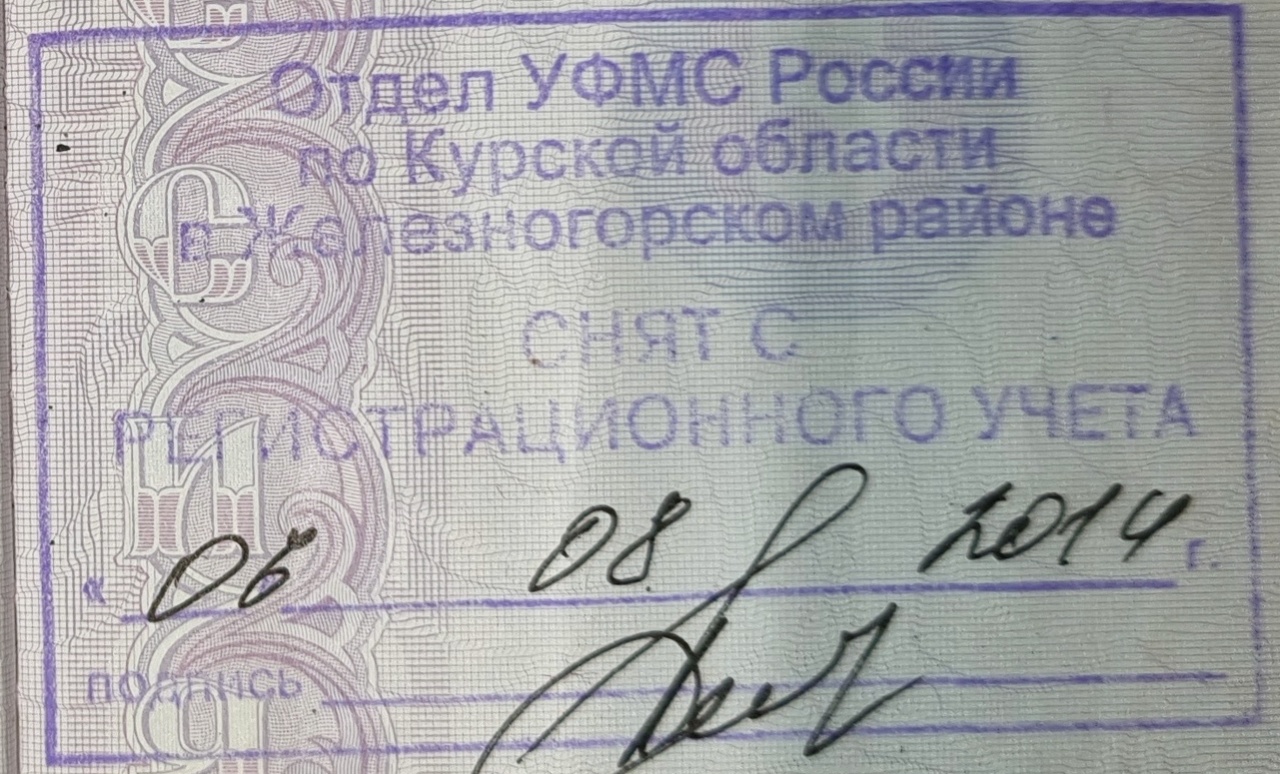 Отдел УФМС России
по Курской области
в Железногорском районе
СНЯТ С
РЕГИСТРАЦИОННОГО УЧЕТА
« 06 08 2014 г.
подпись